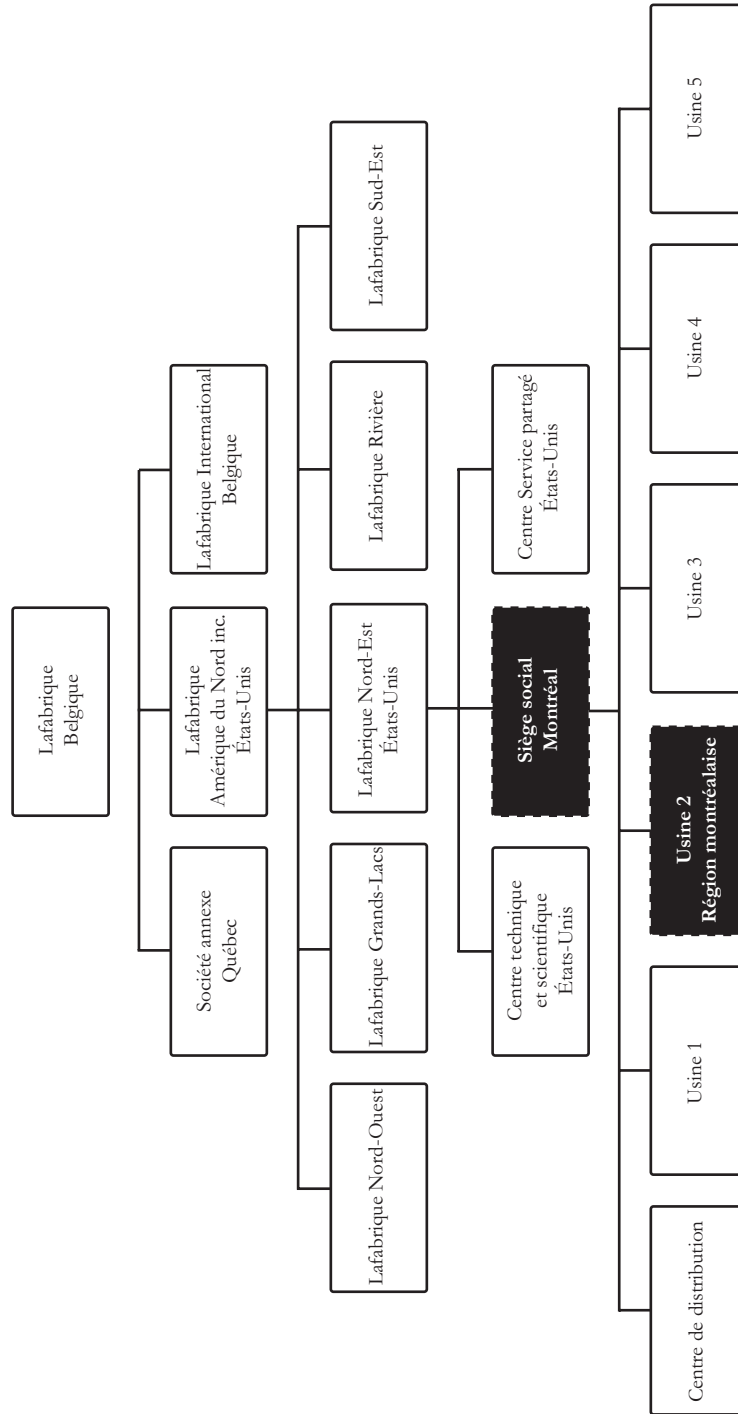 Lafabrique
Belgique
Société annexe
Québec
Lafabrique
Amérique du Nord inc.
États-Unis
Lafabrique International
Belgique
Lafabrique Nord-Ouest
Lafabrique Grands-Lacs
Lafabrique Nord-Est
États-Unis
Lafabrique Rivière
Lafabrique Sud-Est
Centre technique
et scientifique
États-Unis
Siège social
Montréal
Centre Service partagé
États-Unis
Centre de distribution
Usine 1
Usine 2
Région montréalaise
Usine 3
Usine 4
Usine 5